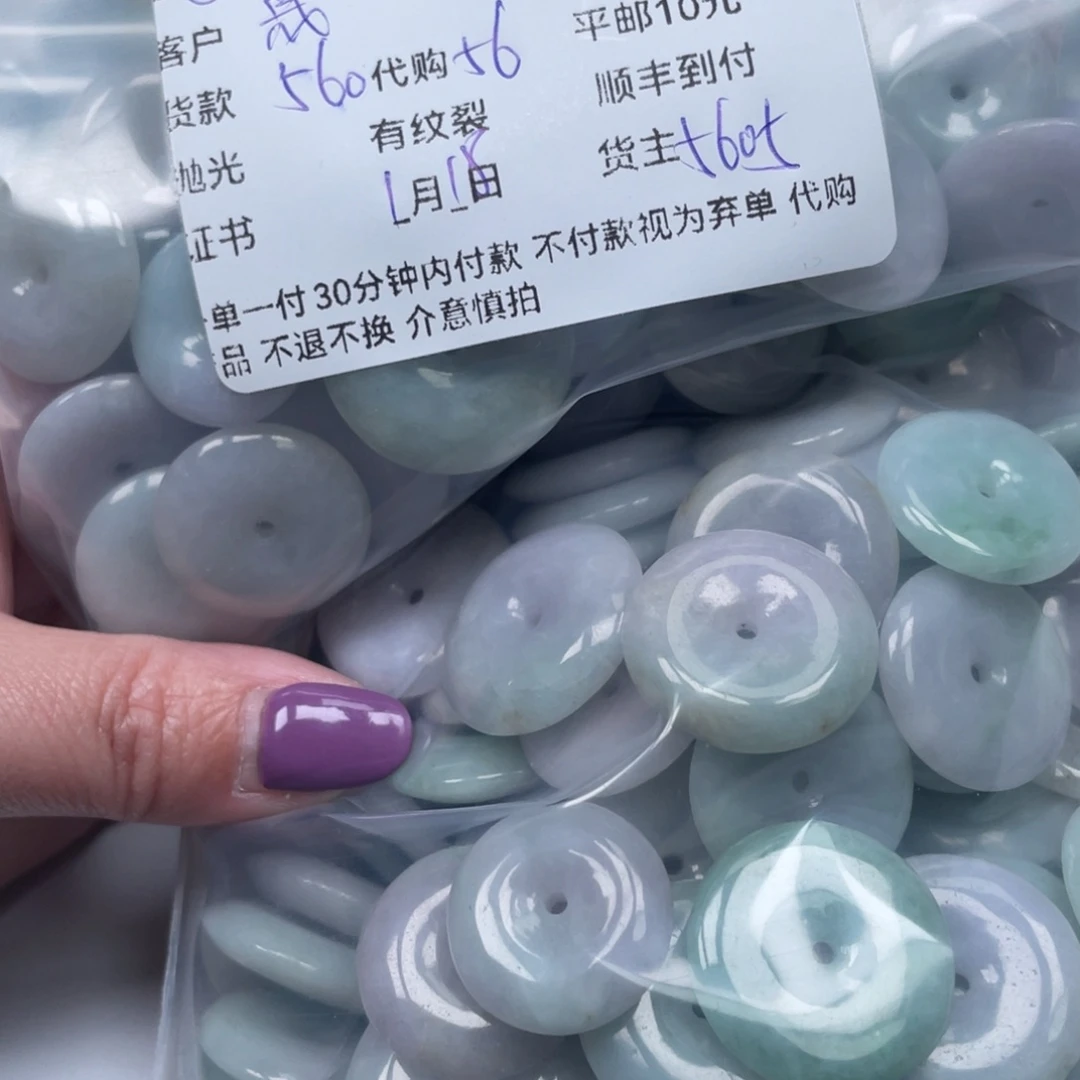 客户 晟 平邮10元
货款 560 代购 56 顺丰到付
抛光 有纹裂 货主 5605
证书 1月18日
单一付 30分钟内付款 不付款视为弃单 代购
品 不退不换 介意慎拍